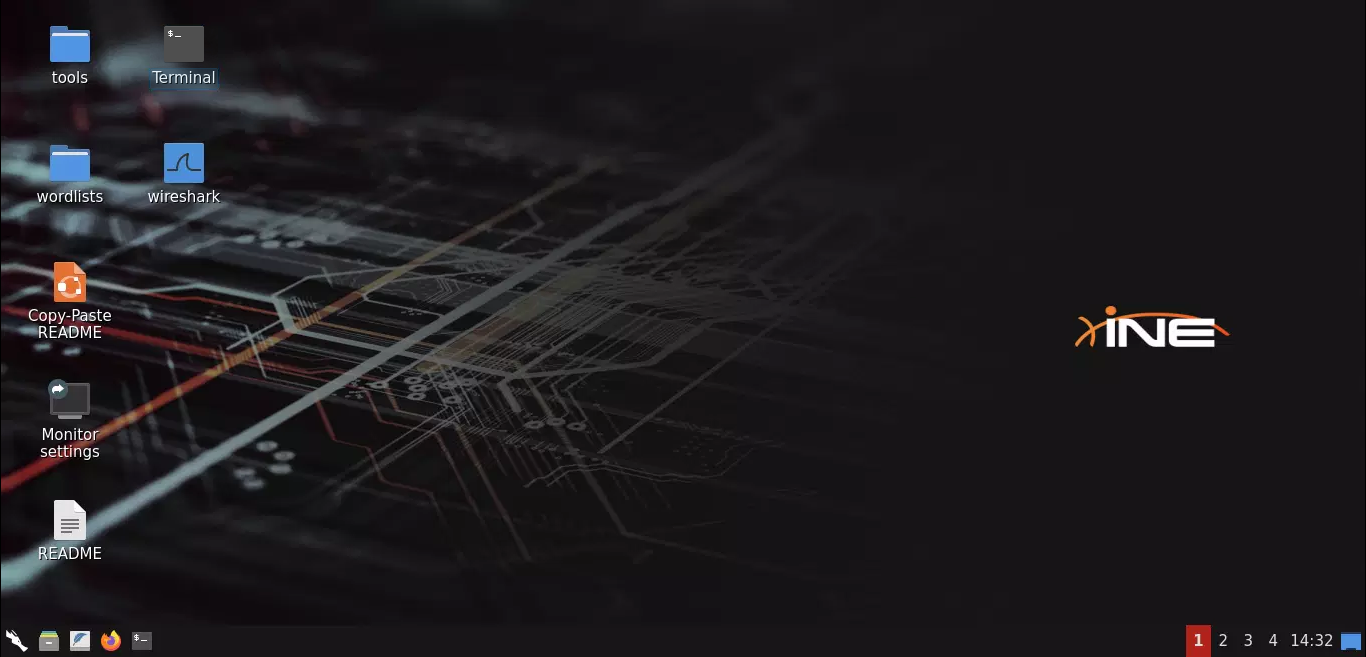 tools
Terminal
wordlists
wireshark
Copy-Paste
README
Monitor
settings
README
INE
1 2 3 4 14:32